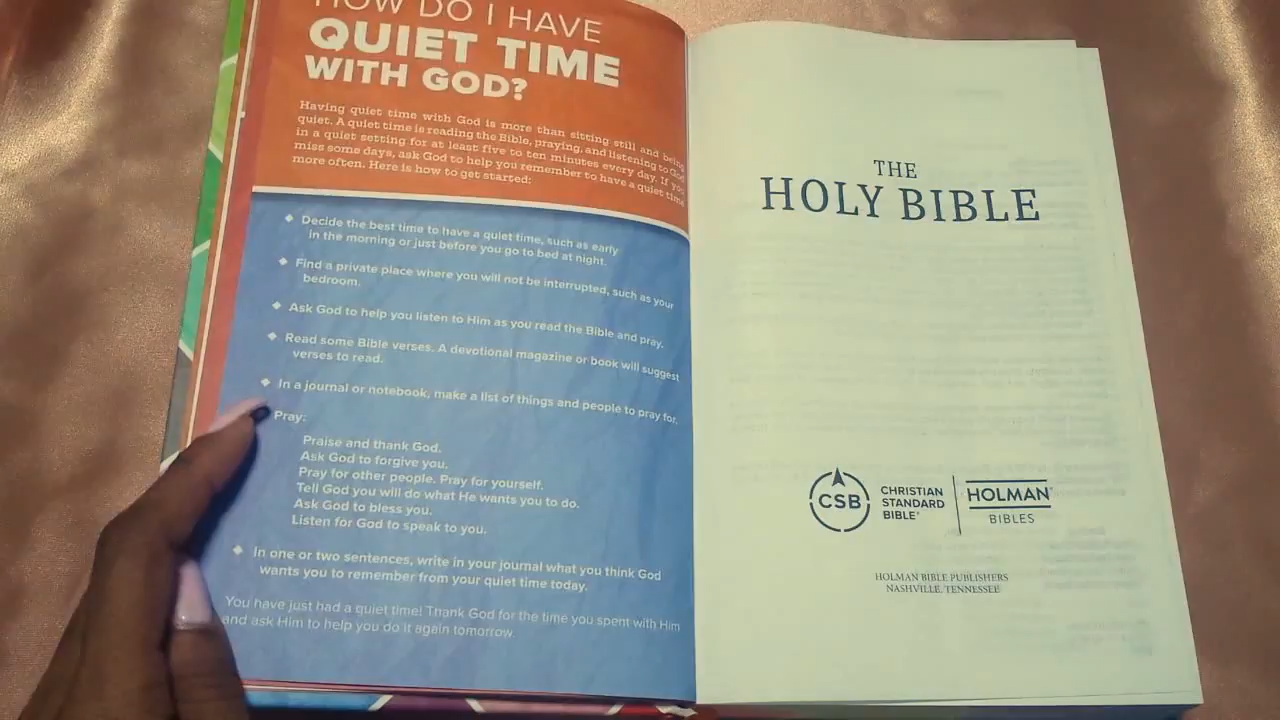 HOW DO I HAVE
QUIET TIME
WITH GOD?
Having quiet time with God is more than sitting still and being
quiet. A quiet time is reading the Bible, praying, and listening to God
in a quiet setting for at least five to ten minutes every day. If you
miss some days, ask God to help you remember to have a quiet time
more often. Here is how to get started:
◆ Decide the best time to have a quiet time, such as early
in the morning or just before you go to bed at night.
◆ Find a private place where you will not be interrupted, such as your
bedroom.
◆ Ask God to help you listen to Him as you read the Bible and pray.
◆ Read some Bible verses. A devotional magazine or book will suggest
verses to read.
◆ In a journal or notebook, make a list of things and people to pray for.
Pray:
Praise and thank God.
Ask God to forgive you.
Pray for other people. Pray for yourself.
Tell God you will do what He wants you to do.
Ask God to bless you.
Listen for God to speak to you.
◆ In one or two sentences, write in your journal what you think God
wants you to remember from your quiet time today.
You have just had a quiet time! Thank God for the time you spent with Him
and ask Him to help you do it again tomorrow.
THE
HOLY BIBLE
CSB
CHRISTIAN
STANDARD
BIBLE®
HOLMAN®
BIBLES
HOLMAN BIBLE PUBLISHERS
NASHVILLE, TENNESSEE